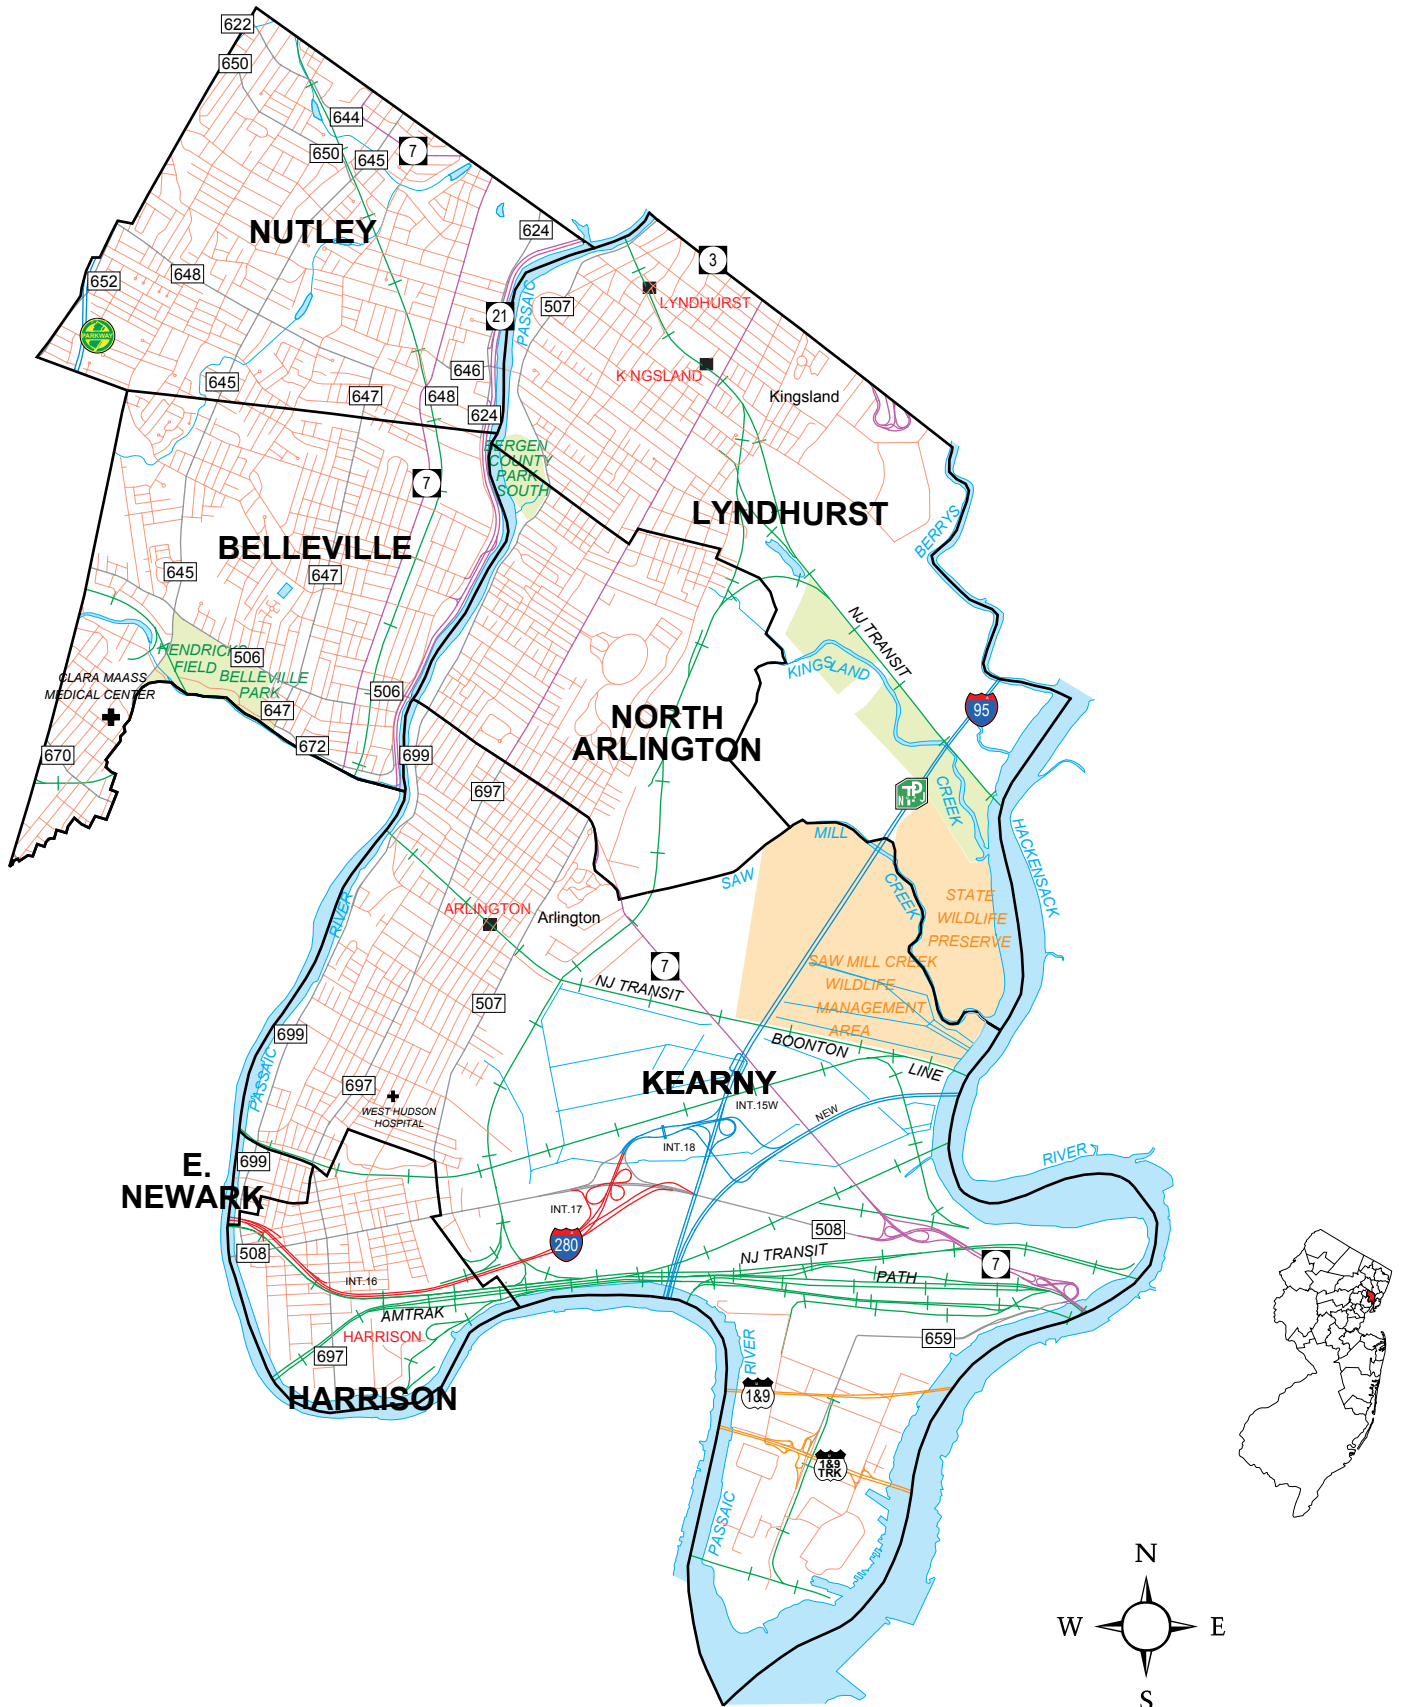 622
650
644
650
645
7
NUTLEY
624
652
648
3
PARKWAY
LYNDHURST
21
PASSAIC
507
646
K NGSLAND
645
647
648
Kingsland
624
BERGEN
COUNTY
PARK
SOUTH
7
LYNDHURST
BERRYS
BELLEVILLE
645
647
NJ TRANSIT
HENDRICKS
FIELD
506
BELLEVILLE
PARK
KINGSLAND
CLARA MAASS
MEDICAL CENTER
506
647
95
NORTH
ARLINGTON
672
670
699
697
TP
N J
CREEK
MILL
HACKENSACK
SAW
CREEK
STATE
WILDLIFE
PRESERVE
RIVER
ARLINGTON
Arlington
7
SAW MILL CREEK
WILDLIFE
MANAGEMENT
AREA
NJ TRANSIT
507
699
BOONTON
LINE
PASSAIC
697
KEARNY
WEST HUDSON
HOSPITAL
INT.15W
NEW
INT.18
RIVER
E.
NEWARK
699
INT.17
508
280
508
NJ TRANSIT
7
PATH
INT.16
AMTRAK
HARRISON
659
697
RIVER
HARRISON
1&9
1&9
TRK
PASSAIC
N
W
E
S